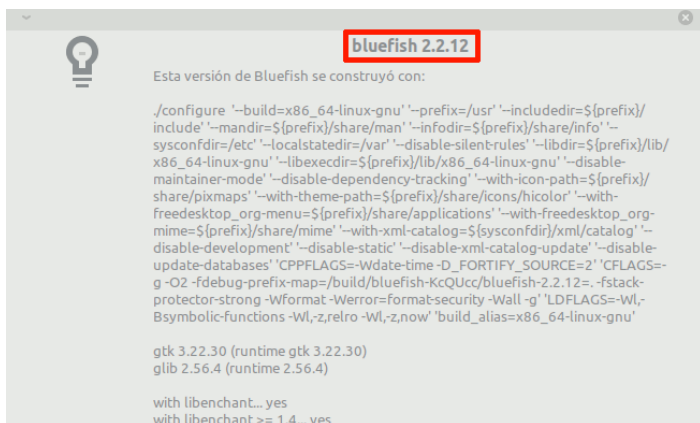 bluefish 2.2.12
Esta versión de Bluefish se construyó con:
./configure '--build=x86_64-linux-gnu' '--prefix=/usr' '--includedir=${prefix}/
include' '--mandir=${prefix}/share/man' '--infodir=${prefix}/share/info' '--
sysconfdir=/etc' '--localstatedir=/var' '--disable-silent-rules' '--libdir=${prefix}/lib/
x86_64-linux-gnu' '--libexecdir=${prefix}/lib/x86_64-linux-gnu' '--disable-
maintainer-mode' '--disable-dependency-tracking' '--with-icon-path=${prefix}/
share/pixmaps' '--with-theme-path=${prefix}/share/icons/hicolor' '--with-
freedesktop_org-menu=${prefix}/share/applications' '--with-freedesktop_org-
mime=${prefix}/share/mime' '--with-xml-catalog=${sysconfdir}/xml/catalog' '--
disable-development' '--disable-static' '--disable-xml-catalog-update' '--disable-
update-databases' 'CPPFLAGS=-Wdate-time -D_FORTIFY_SOURCE=2' 'CFLAGS=-
g -O2 -fdebug-prefix-map=/build/bluefish-KcQUcc/bluefish-2.2.12=. -fstack-
protector-strong -Wformat -Werror=format-security -Wall -g' 'LDFLAGS=-Wl,-
Bsymbolic-functions -Wl,-z,relro -Wl,-z,now' 'build_alias=x86_64-linux-gnu'
gtk 3.22.30 (runtime gtk 3.22.30)
glib 2.56.4 (runtime 2.56.4)
with libenchant... yes
with libenchant >= 1.4... yes